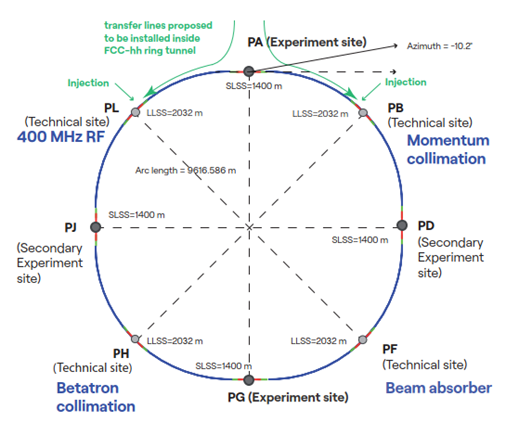 transfer lines proposed
to be installed inside
FCC-hh ring tunnel
PA (Experiment site)
Azimuth = -10.2°
Injection
SLSS=1400 m
Injection
PL
LLSS=2032 m
LLSS=2032 m
PB
(Technical site)
(Technical site)
400 MHz RF
Momentum
collimation
Arc length = 9616.586 m
SLSS=1400 m
PJ
PD
SLSS=1400 m
(Secondary
Experiment
site)
(Secondary
Experiment
site)
LLSS=2032 m
LLSS=2032 m
PH
PF
(Technical site)
SLSS=1400 m
(Technical site)
Betatron
collimation
Beam absorber
PG (Experiment site)